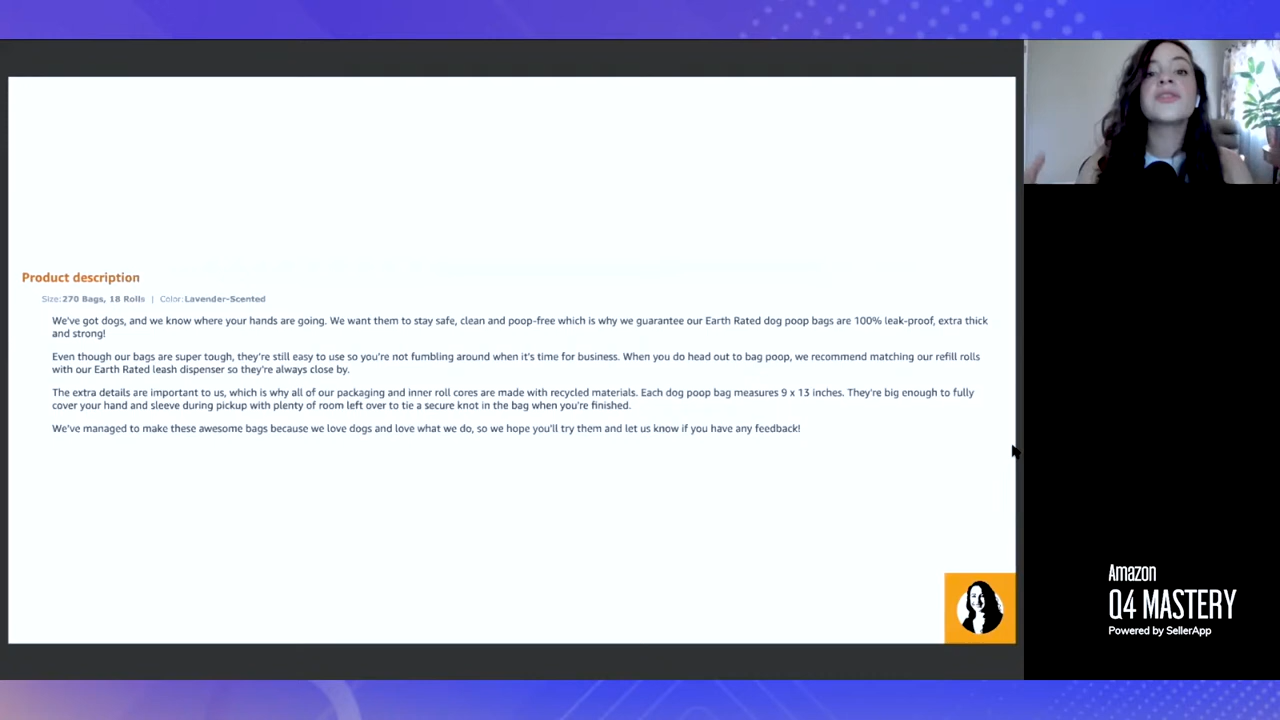 Product description
Size: 270 Bags, 18 Rolls | Color: Lavender-Scented
We've got dogs, and we know where your hands are going. We want them to stay safe, clean and poop-free which is why we guarantee our Earth Rated dog poop bags are 100% leak-proof, extra thick
and strong!
Even though our bags are super tough, they're still easy to use so you're not fumbling around when it's time for business. When you do head out to bag poop, we recommend matching our refill rolls
with our Earth Rated leash dispenser so they're always close by.
The extra details are important to us, which is why all of our packaging and inner roll cores are made with recycled materials. Each dog poop bag measures 9 x 13 inches. They're big enough to fully
cover your hand and sleeve during pickup with plenty of room left over to tie a secure knot in the bag when you're finished.
We've managed to make these awesome bags because we love dogs and love what we do, so we hope you'll try them and let us know if you have any feedback!
Amazon
Q4 MASTERY
Powered by SellerApp